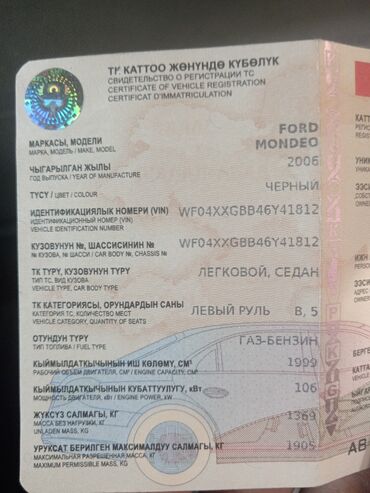 ТК КАТТОО ЖӨНҮНДӨ КҮБӨЛҮК
СВИДЕТЕЛЬСТВО О РЕГИСТРАЦИИ ТС
CERTIFICATE OF VEHICLE REGISTRATION
CERTIFICAT D'IMMATRICULATION
FORD
МАРКАСЫ, МОДЕЛИ MONDEO
МАРКА, МОДЕЛЬ / MAKE, MODEL
ЧЫГАРЫЛГАН ЖЫЛЫ 2006
ГОД ВЫПУСКА / YEAR OF MANUFACTURE
ТҮСҮ / ЦВЕТ / COLOUR ЧЕРНЫЙ
ИДЕНТИФИКАЦИЯЛЫК НОМЕРИ (VIN) WF04XXGBB46Y41812
ИДЕНТИФИКАЦИОННЫЙ НОМЕР (VIN)
VEHICLE IDENTIFICATION NUMBER
КУЗОВУНУН №, ШАССИСИНИН № WF04XXGBB46Y41812
№ КУЗОВА, № ШАССИ / CAR BODY №, CHASSIS №
ТК ТҮРҮ, КУЗОВУНУН ТҮРҮ ЛЕГКОВОЙ, СЕДАН
ТИП ТС, ВИД КУЗОВА
VEHICLE TYPE, CAR BODY TYPE
ТК КАТЕГОРИЯСЫ, ОРУНДАРДЫН САНЫ ЛЕВЫЙ РУЛЬ B, 5
КАТЕГОРИЯ ТС, КОЛИЧЕСТВО МЕСТ
VEHICLE CATEGORY, QUANTITY OF SEATS
ОТУНДУН ТҮРҮ ГАЗ-БЕНЗИН
ТИП ТОПЛИВА / FUEL TYPE
КЫЙМЫЛДАТКЫЧЫНЫН ИШ КӨЛӨМҮ, СМ³ 1999
РАБОЧИЙ ОБЪЕМ ДВИГАТЕЛЯ, СМ³ / ENGINE CAPACITY, CM³
КЫЙМЫЛДАТКЫЧЫНЫН КУБАТТУУЛУГУ, кВт 106
МОЩНОСТЬ ДВИГАТЕЛЯ, кВт / ENGINE POWER, kW
ЖҮКСҮЗ САЛМАГЫ, КГ 1369
МАССА БЕЗ НАГРУЗКИ, КГ
UNLADEN MASS, KG
УРУКСАТ БЕРИЛГЕН МАКСИМАЛДУУ САЛМАГЫ, КГ 1905
МАКСИМАЛЬНАЯ РАЗРЕШЕННАЯ МАССА, КГ
MAXIMUM PERMISSIBLE MASS, KG